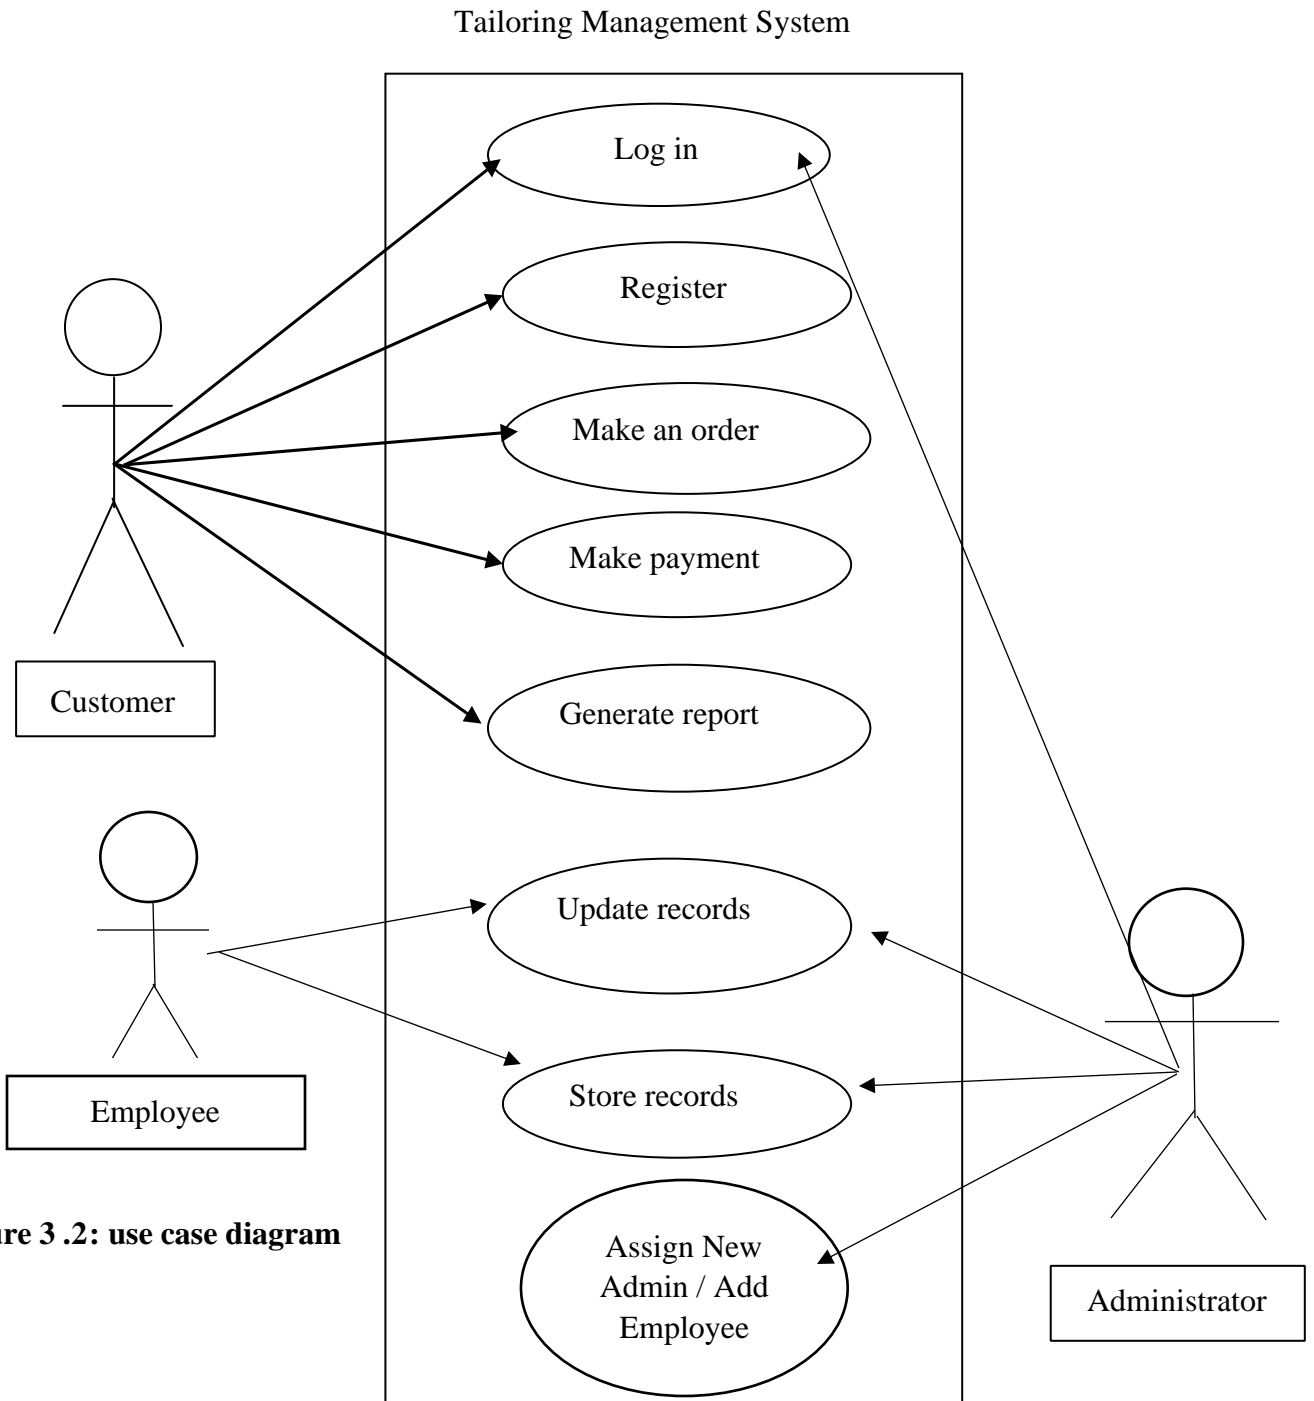 Tailoring Management System
Log in
Register
Make an order
Make payment
Customer
Generate report
Update records
Store records
Employee
ure 3 .2: use case diagram
Assign New
Admin / Add
Employee
Administrator